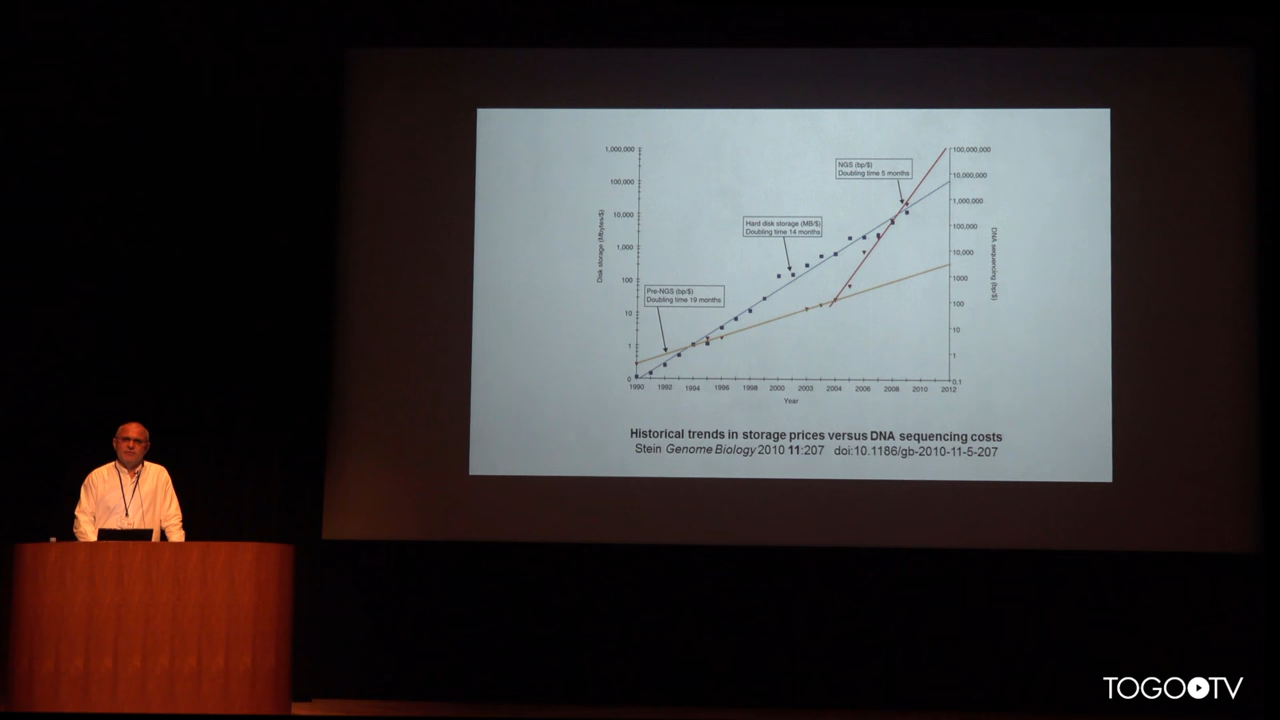 1,000,000
100,000
10,000
1,000
100
10
1
0
Disk storage (Mbytes/$)
NGS (bp/$)
Doubling time 5 months
Hard disk storage (MB/$)
Doubling time 14 months
Pre-NGS (bp/$)
Doubling time 19 months
100,000,000
10,000,000
1,000,000
100,000
10,000
1000
100
10
1
0.1
DNA sequencing (bp/$)
1990 1992 1994 1996 1998 2000 2003 2004 2006 2008 2010 2012
Year
Historical trends in storage prices versus DNA sequencing costs
Stein Genome Biology 2010 11:207 doi:10.1186/gb-2010-11-5-207
TOGO TV